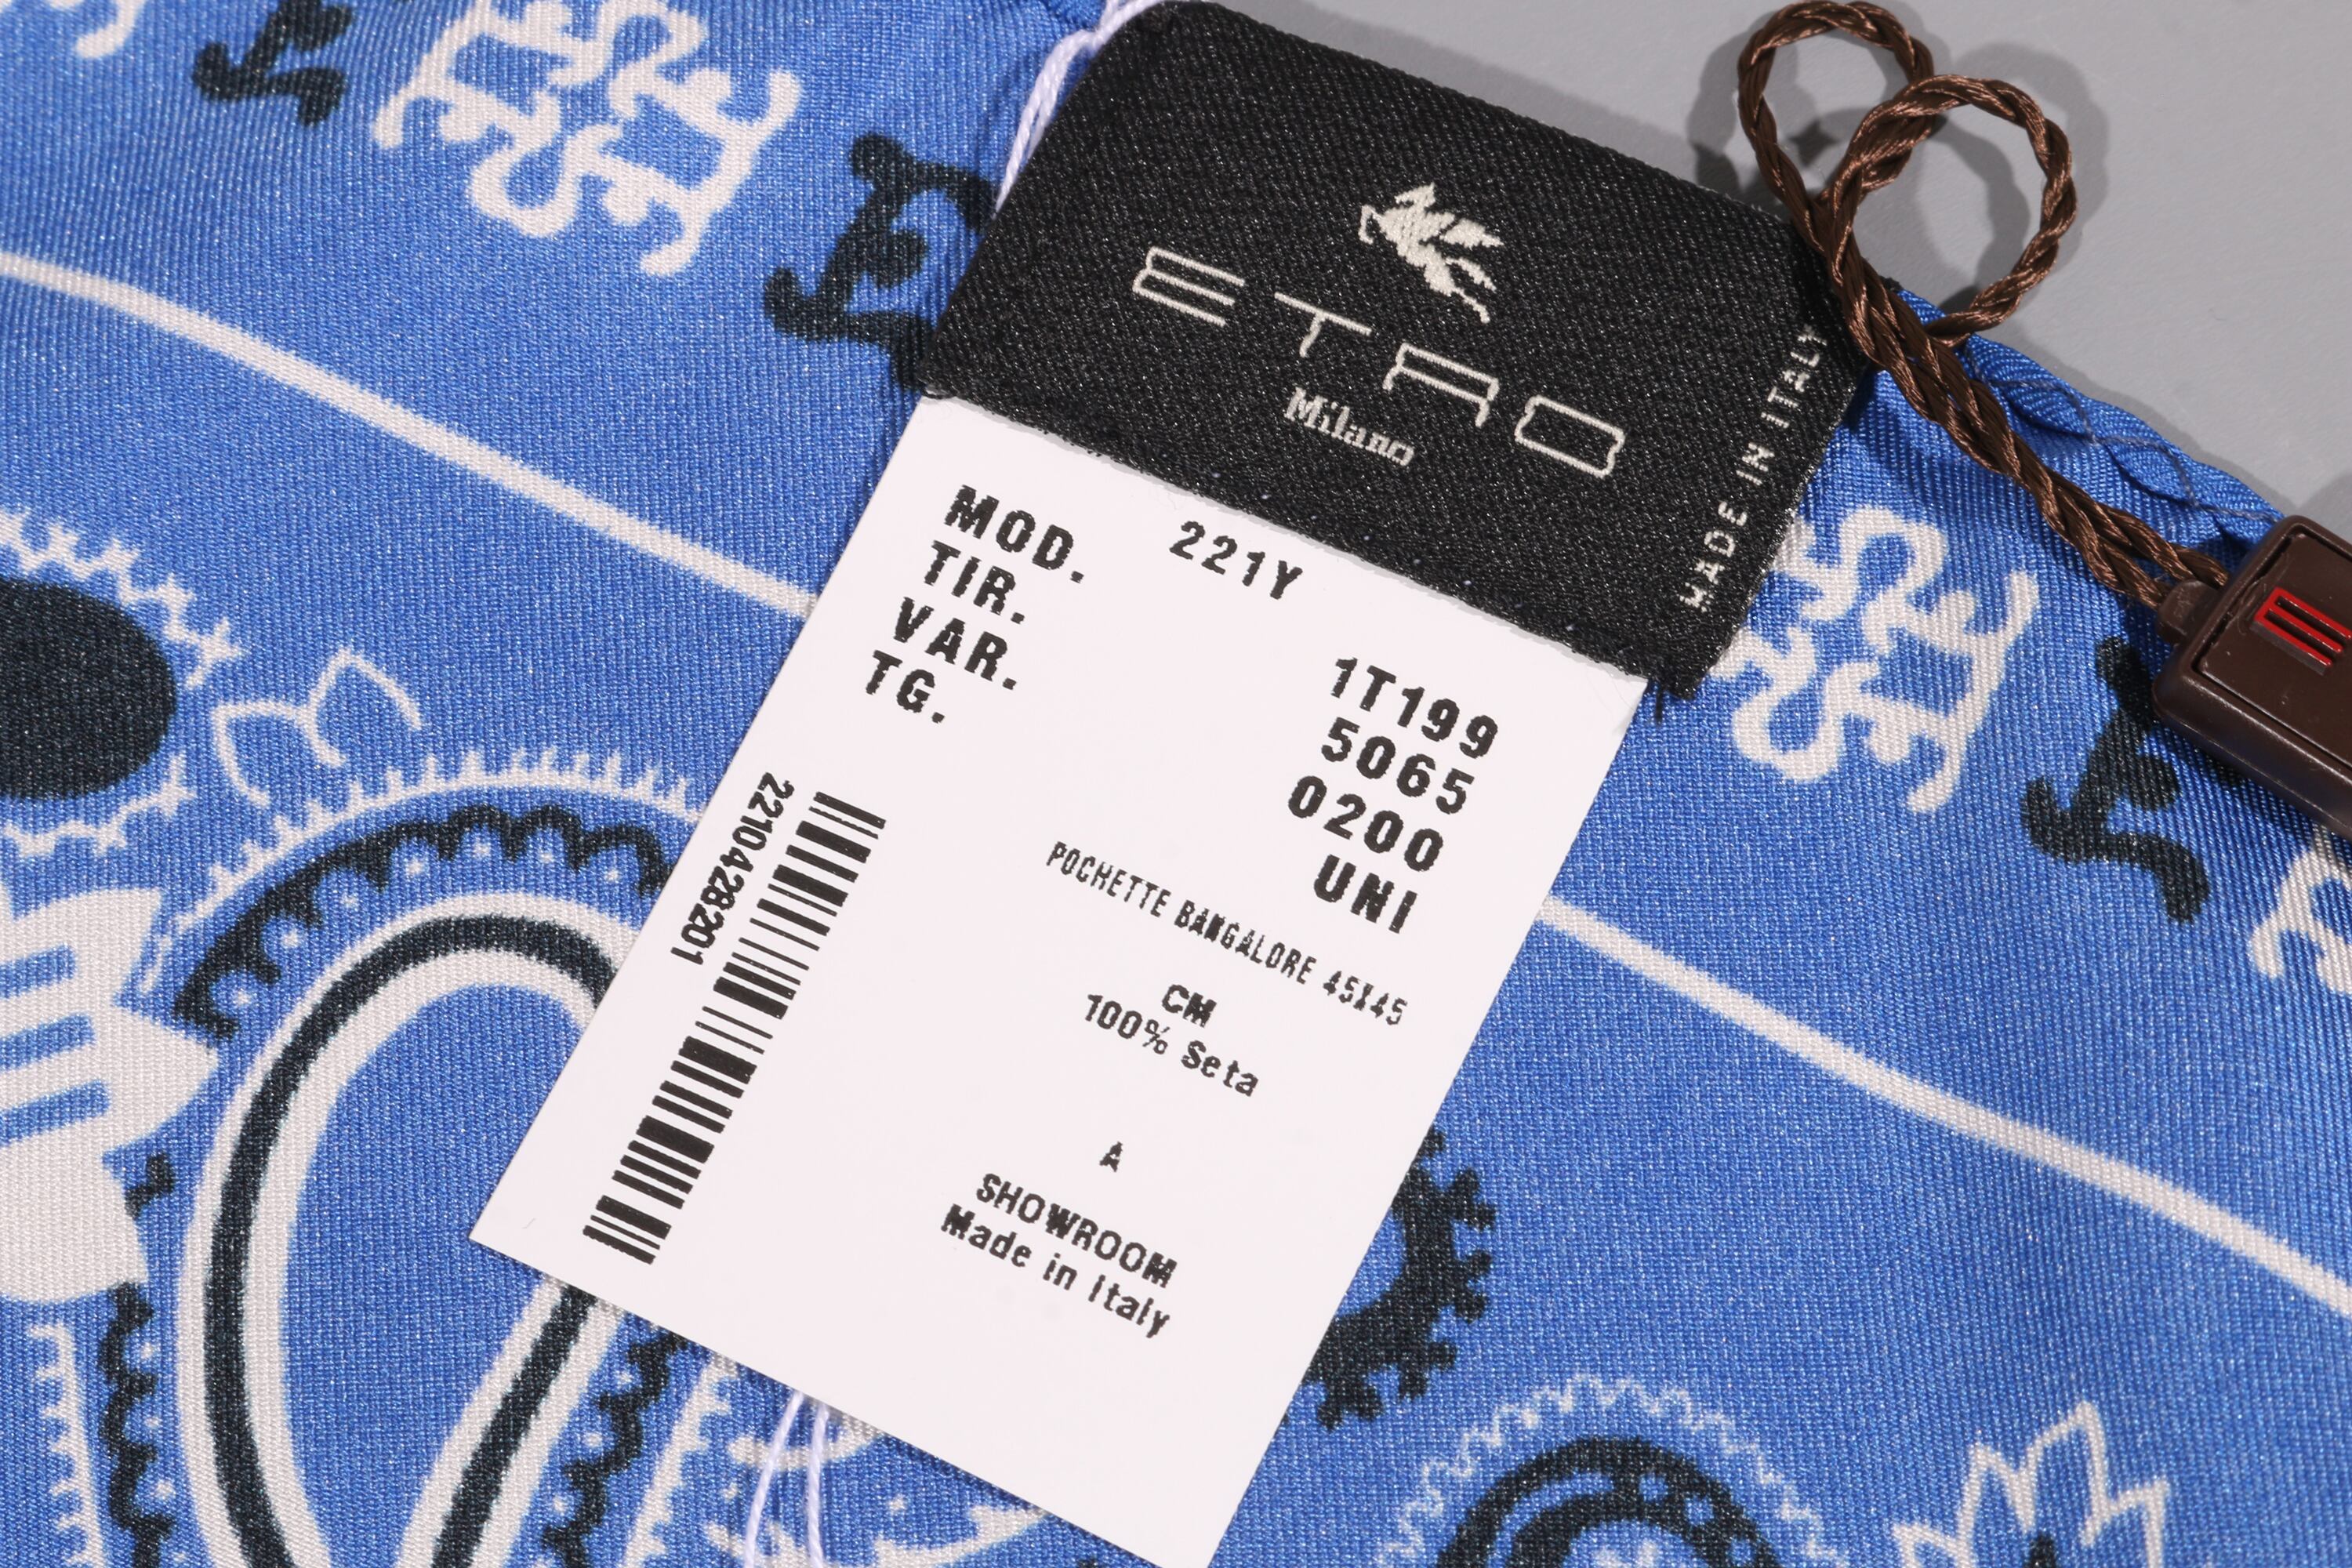 ETRO
Milano
MADE IN ITALY
MOD. 221Y
TIR. 1T199
VAR. 5065
TG. 0200
UNI
POCHETTE BANGALORE 45X45
CM
100% Seta
A
SHOWROOM
Made in Italy
2210428201